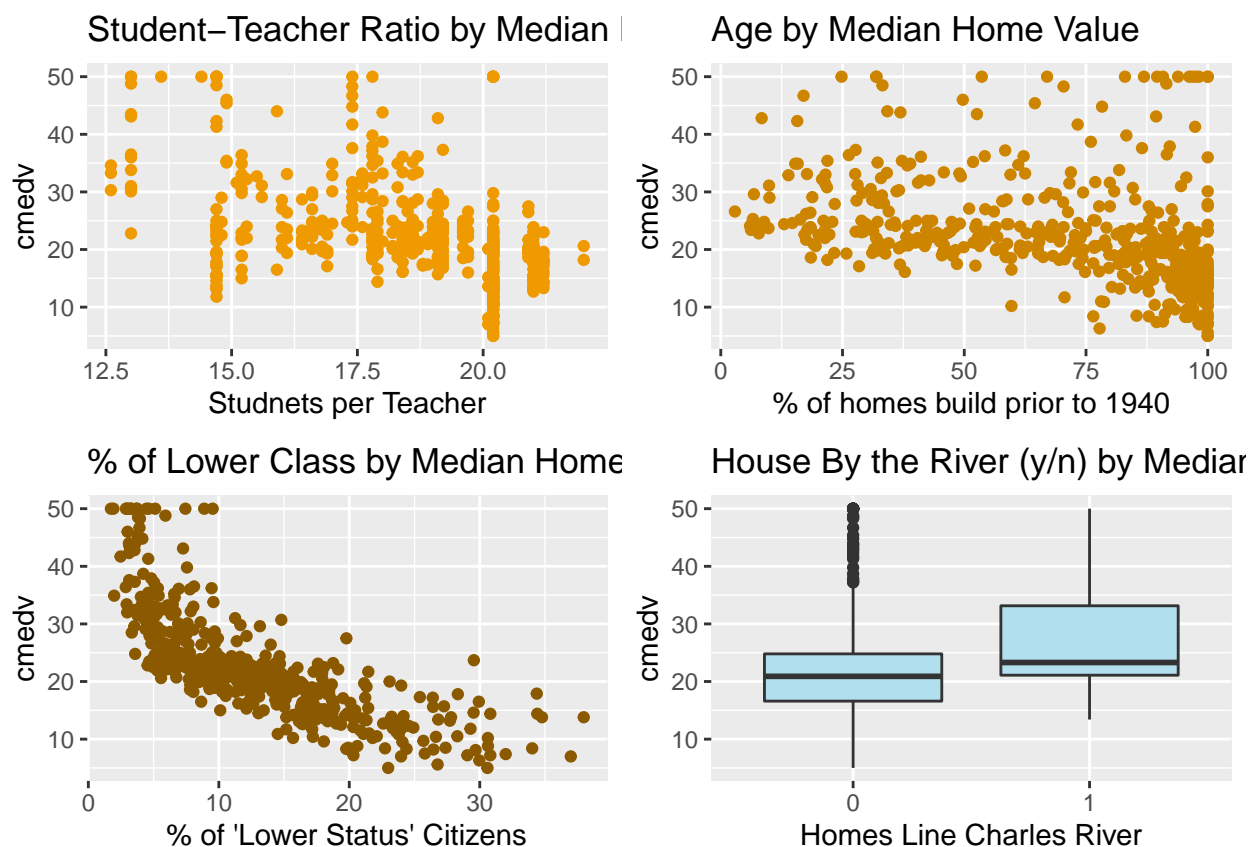 Student–Teacher Ratio by Median
cmedv
50
40
30
20
10
12.5 15.0 17.5 20.0
Studnets per Teacher
Age by Median Home Value
cmedv
50
40
30
20
10
0 25 50 75 100
% of homes build prior to 1940
% of Lower Class by Median Home
cmedv
50
40
30
20
10
0 10 20 30
% of 'Lower Status' Citizens
House By the River (y/n) by Median
cmedv
50
40
30
20
10
0 1
Homes Line Charles River